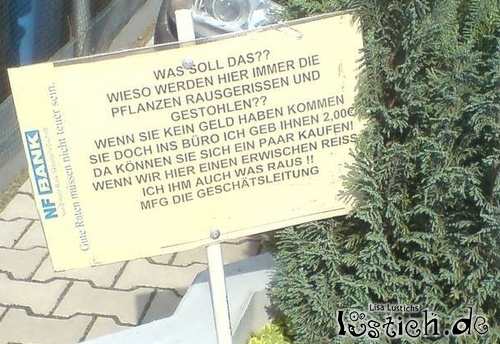 WAS SOLL DAS??
WIESO WERDEN HIER IMMER DIE
PFLANZEN RAUSGERISSEN UND
GESTOHLEN??
WENN SIE KEIN GELD HABEN KOMMEN
SIE DOCH INS BÜRO ICH GEB IHNEN 2,00€
DA KÖNNEN SIE SICH EIN PAAR KAUFEN!
WENN WIR HIER EINEN ERWISCHEN REISS
ICH IHM AUCH WAS RAUS !!
MFG DIE GESCHÄTSLEITUNG
NF BANK
Gute Raten müssen nicht teuer sein.
Lisa Lustichs
lustich.de